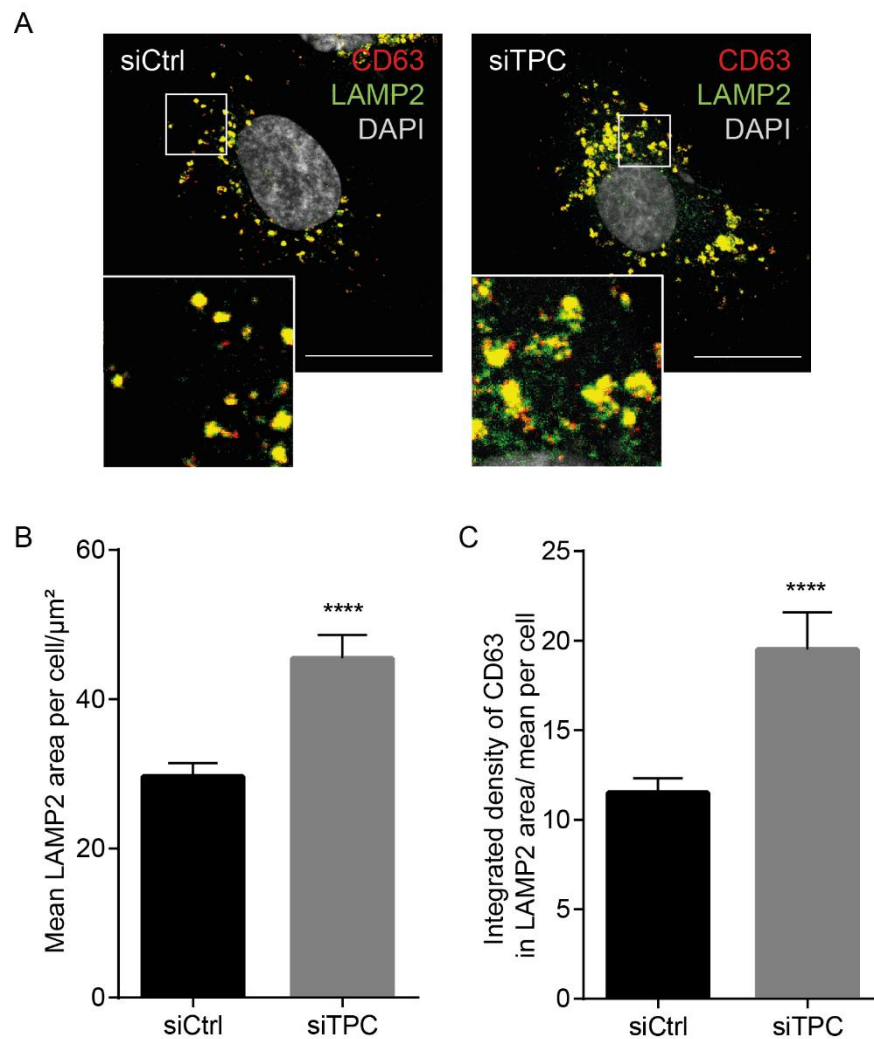 A
siCtrl
CD63
LAMP2
DAPI
siTPC
CD63
LAMP2
DAPI
B
Mean LAMP2 area per cell/µm²
60
40
20
0
****
siCtrl
siTPC
C
Integrated density of CD63
in LAMP2 area/ mean per cell
25
20
15
10
5
0
****
siCtrl
siTPC